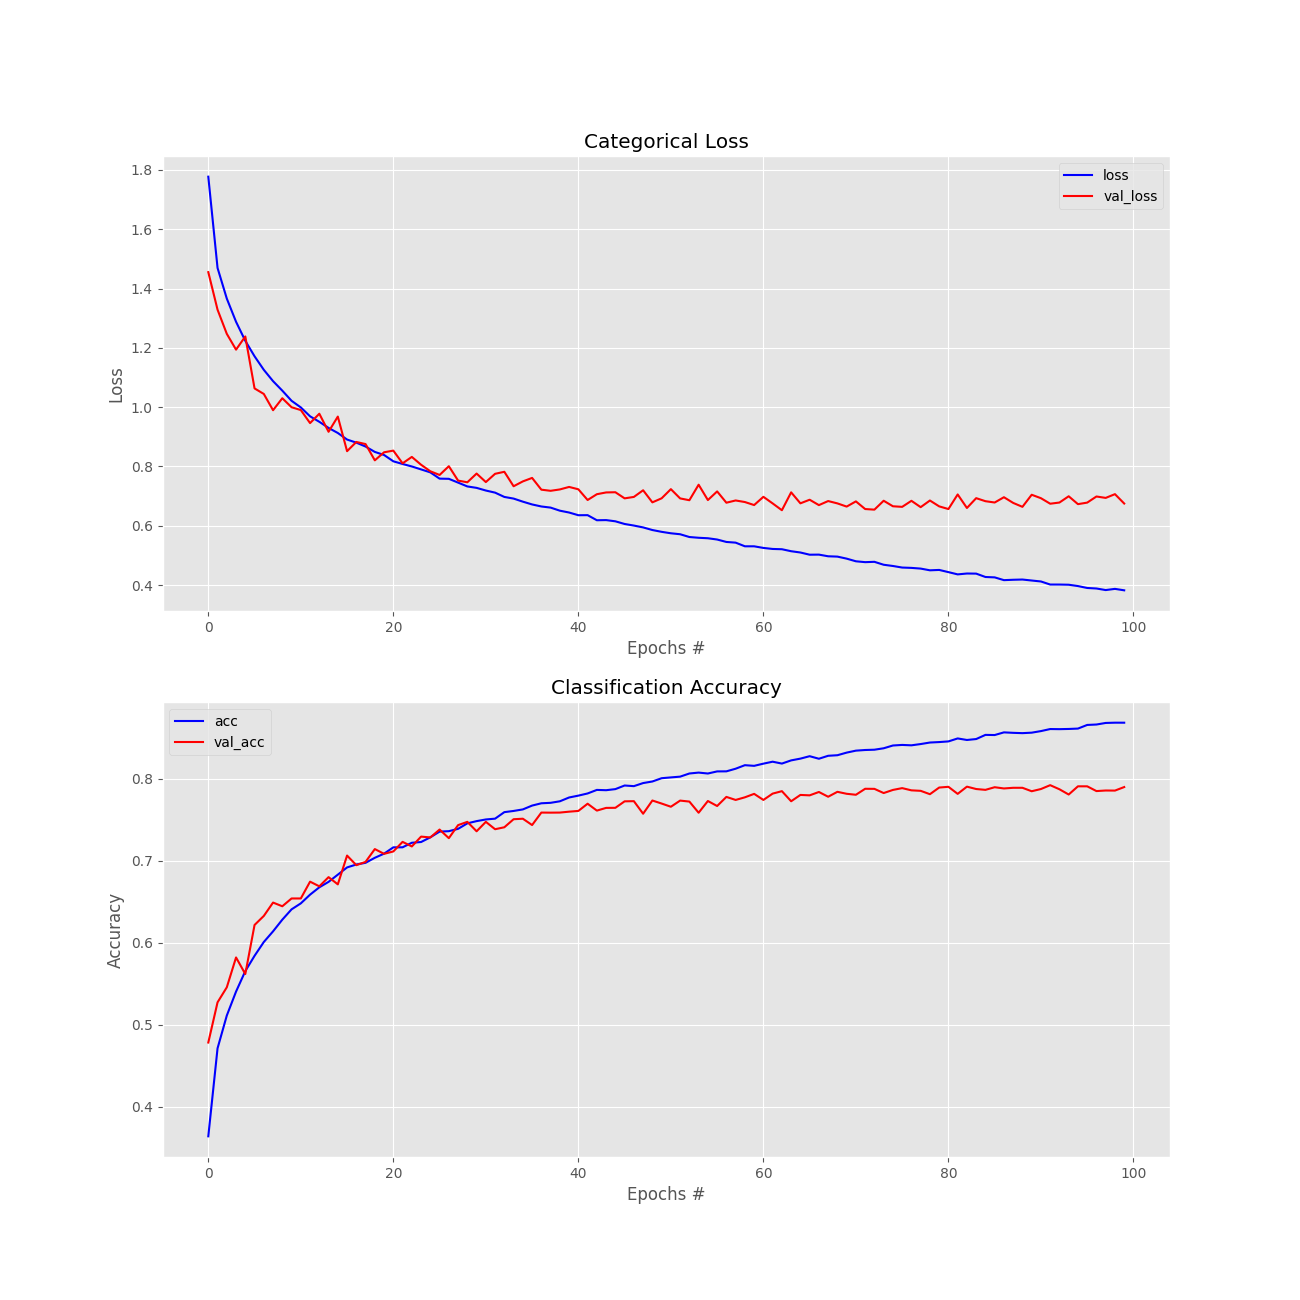 Categorical Loss
1.8
1.6
1.4
1.2
1.0
0.8
0.6
0.4
Loss
loss
val_loss
0 20 40 60 80 100
Epochs #
Classification Accuracy
acc
val_acc
0.8
0.7
0.6
0.5
0.4
Accuracy
0 20 40 60 80 100
Epochs #